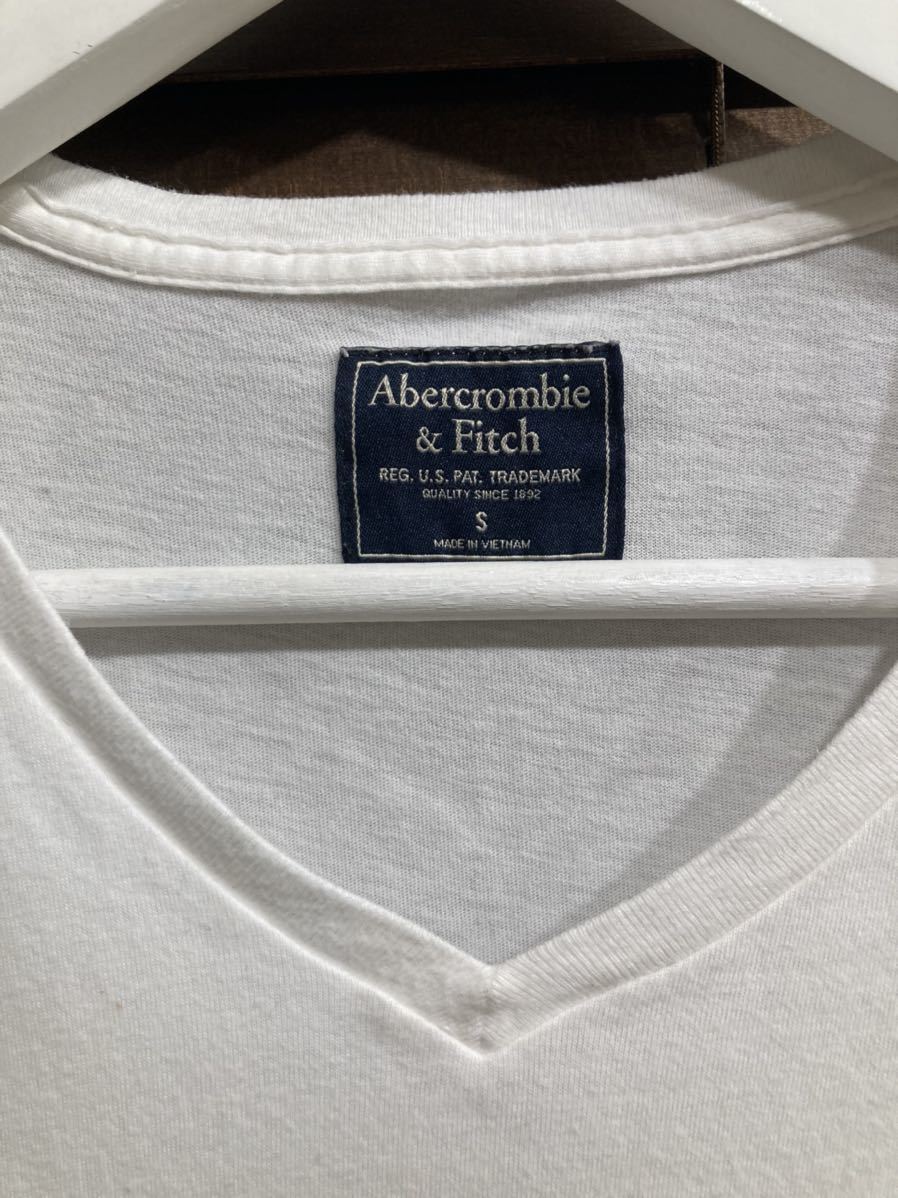 Abercrombie
& Fitch
REG. U.S. PAT. TRADEMARK
QUALITY SINCE 1892
S
MADE IN VIETNAM